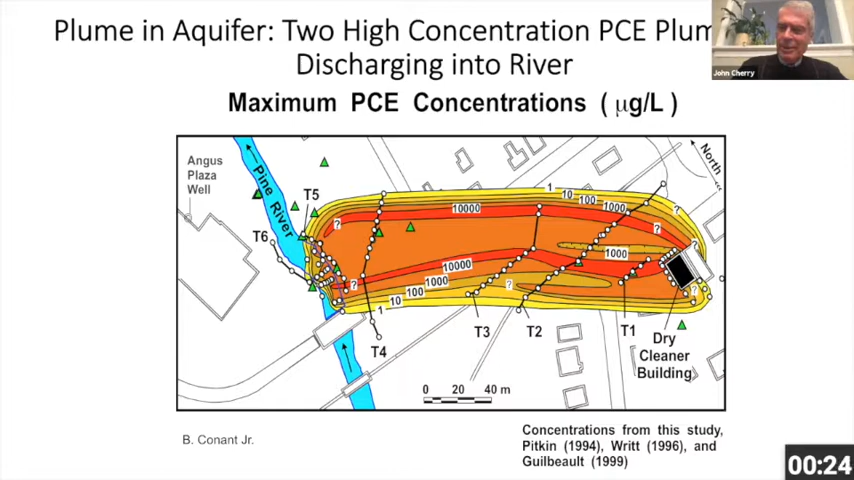 Plume in Aquifer: Two High Concentration PCE Plum
Discharging into River
John Cherry
Maximum PCE Concentrations ( μg/L )
Angus
Plaza
Well
Pine River
North
T5
T6
?
10000
1
10
100
1000
?
?
?
1000
10000
1000
100
10
1
?
?
?
T4
T3
T2
T1
Dry
Cleaner
Building
0 20 40 m
B. Conant Jr.
Concentrations from this study,
Pitkin (1994), Writt (1996), and
Guilbeault (1999)
00:24